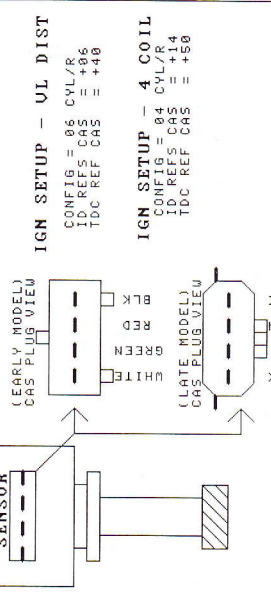 SENSOR
(EARLY MODEL)
CAS PLUG VIEW
WHITE
GREEN
RED
BLK
(LATE MODEL)
CAS PLUG VIEW
IGN SETUP - VL DIST
CONFIG = 06 CYL/R
ID REFS CAS = +06
TDC REF CAS = +40
IGN SETUP - 4 COIL
CONFIG = 04 CYL/R
ID REFS CAS = +14
TDC REF CAS = +50